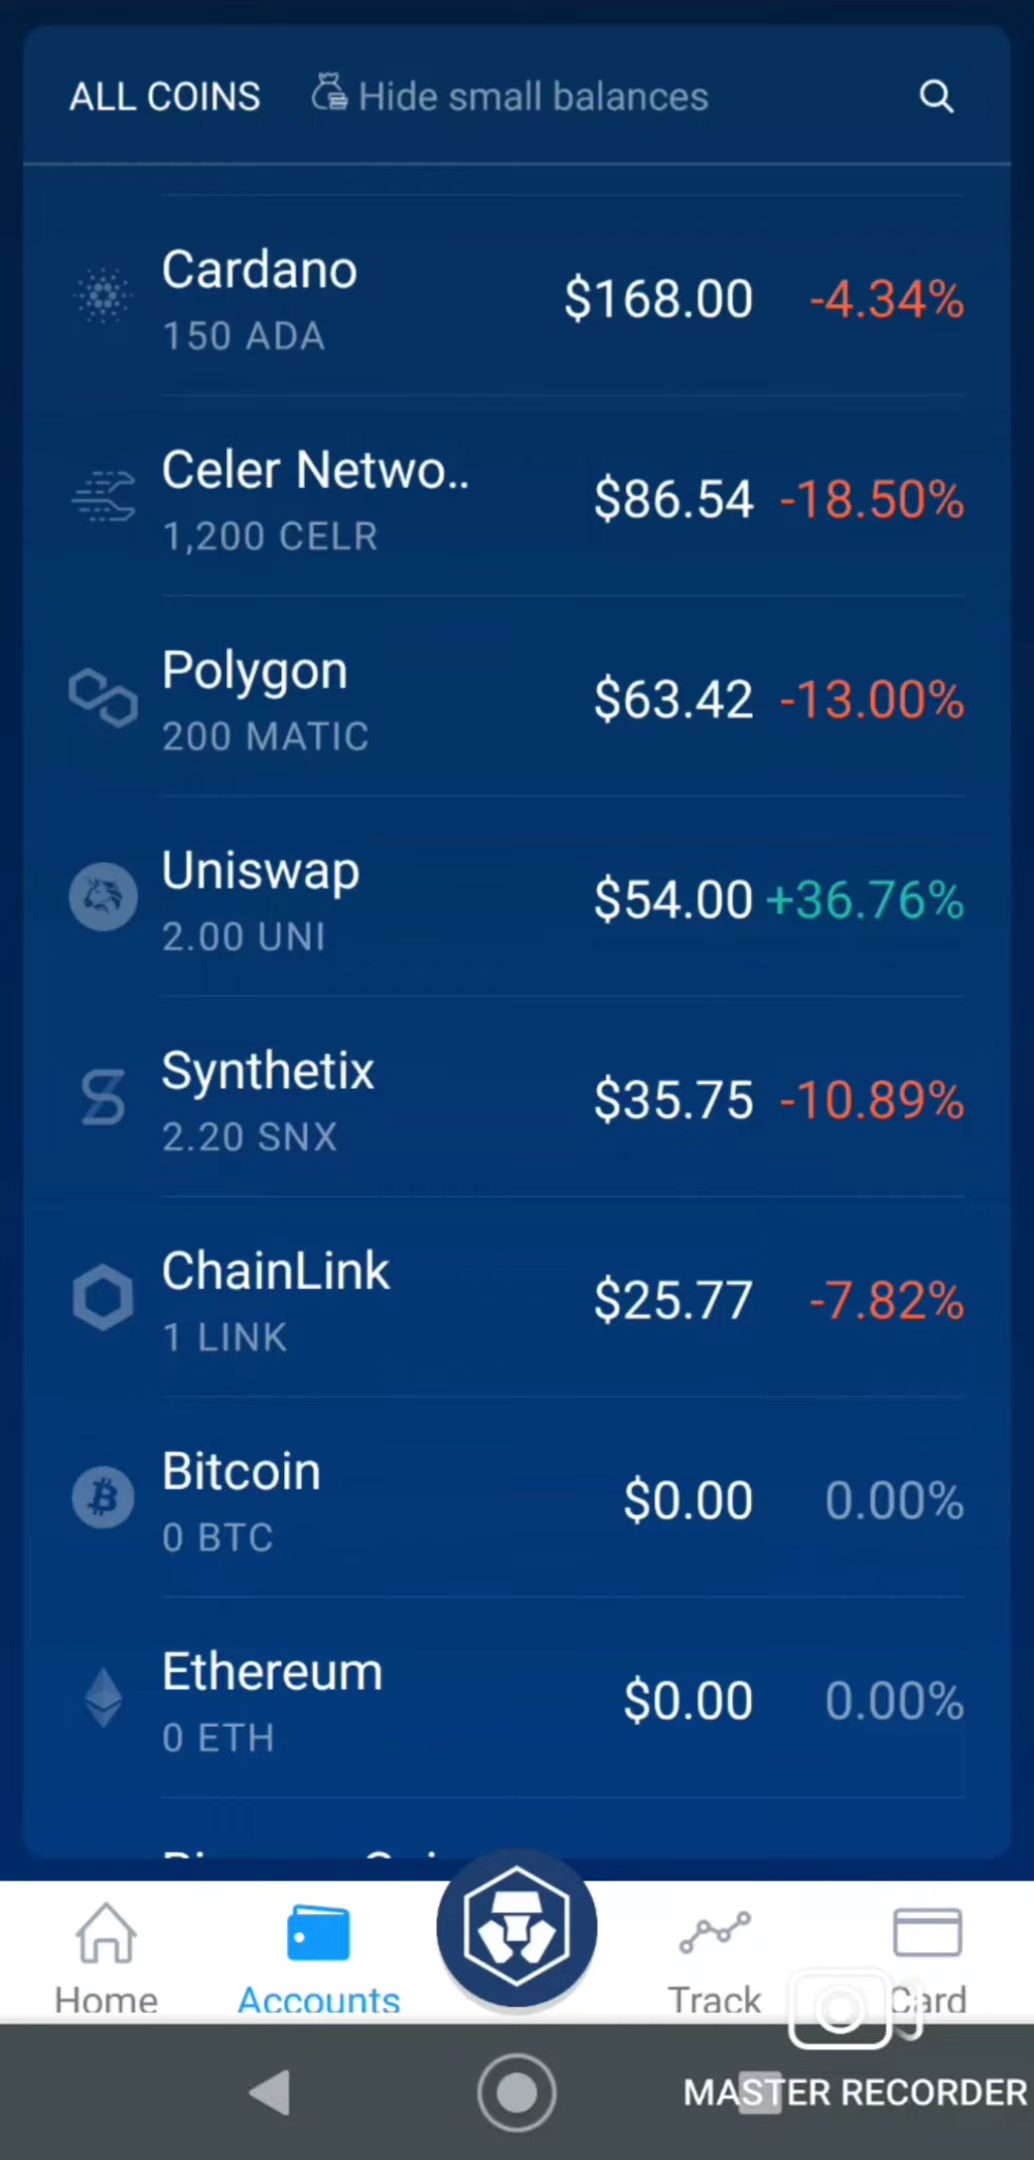 ALL COINS Hide small balances
Cardano
$168.00 -4.34%
150 ADA
Celer Netwo..
$86.54 -18.50%
1,200 CELR
Polygon
$63.42 -13.00%
200 MATIC
Uniswap
$54.00 +36.76%
2.00 UNI
Synthetix
$35.75 -10.89%
2.20 SNX
ChainLink
$25.77 -7.82%
1 LINK
Bitcoin
$0.00 0.00%
0 BTC
Ethereum
$0.00 0.00%
0 ETH
Home Accounts Track Card
MASTER RECORDER